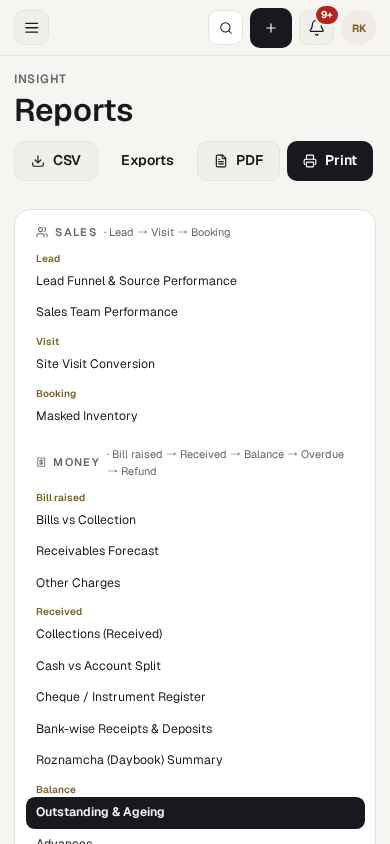 9+
RK
INSIGHT
Reports
CSV
Exports
PDF
Print
SALES · Lead → Visit → Booking
Lead
Lead Funnel & Source Performance
Sales Team Performance
Visit
Site Visit Conversion
Booking
Masked Inventory
MONEY · Bill raised → Received → Balance → Overdue
→ Refund
Bill raised
Bills vs Collection
Receivables Forecast
Other Charges
Received
Collections (Received)
Cash vs Account Split
Cheque / Instrument Register
Bank-wise Receipts & Deposits
Roznamcha (Daybook) Summary
Balance
Outstanding & Ageing
Advances